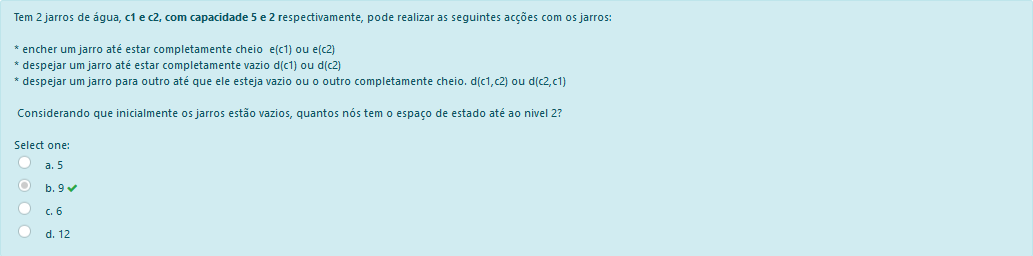 Tem 2 jarros de água, c1 e c2, com capacidade 5 e 2 respectivamente, pode realizar as seguintes acções com os jarros:
* encher um jarro até estar completamente cheio e(c1) ou e(c2)
* despejar um jarro até estar completamente vazio d(c1) ou d(c2)
* despejar um jarro para outro até que ele esteja vazio ou o outro completamente cheio. d(c1,c2) ou d(c2,c1)
Considerando que inicialmente os jarros estão vazios, quantos nós tem o espaço de estado até ao nivel 2?
Select one:
a. 5
b. 9
c. 6
d. 12